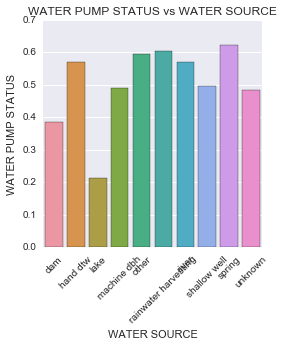 WATER PUMP STATUS vs WATER SOURCE
0.7
0.6
0.5
0.4
0.3
0.2
0.1
0.0
WATER PUMP STATUS
dam
hand dtw
lake
machine dbh
other
rainwater harvesting
river
shallow well
spring
unknown
WATER SOURCE